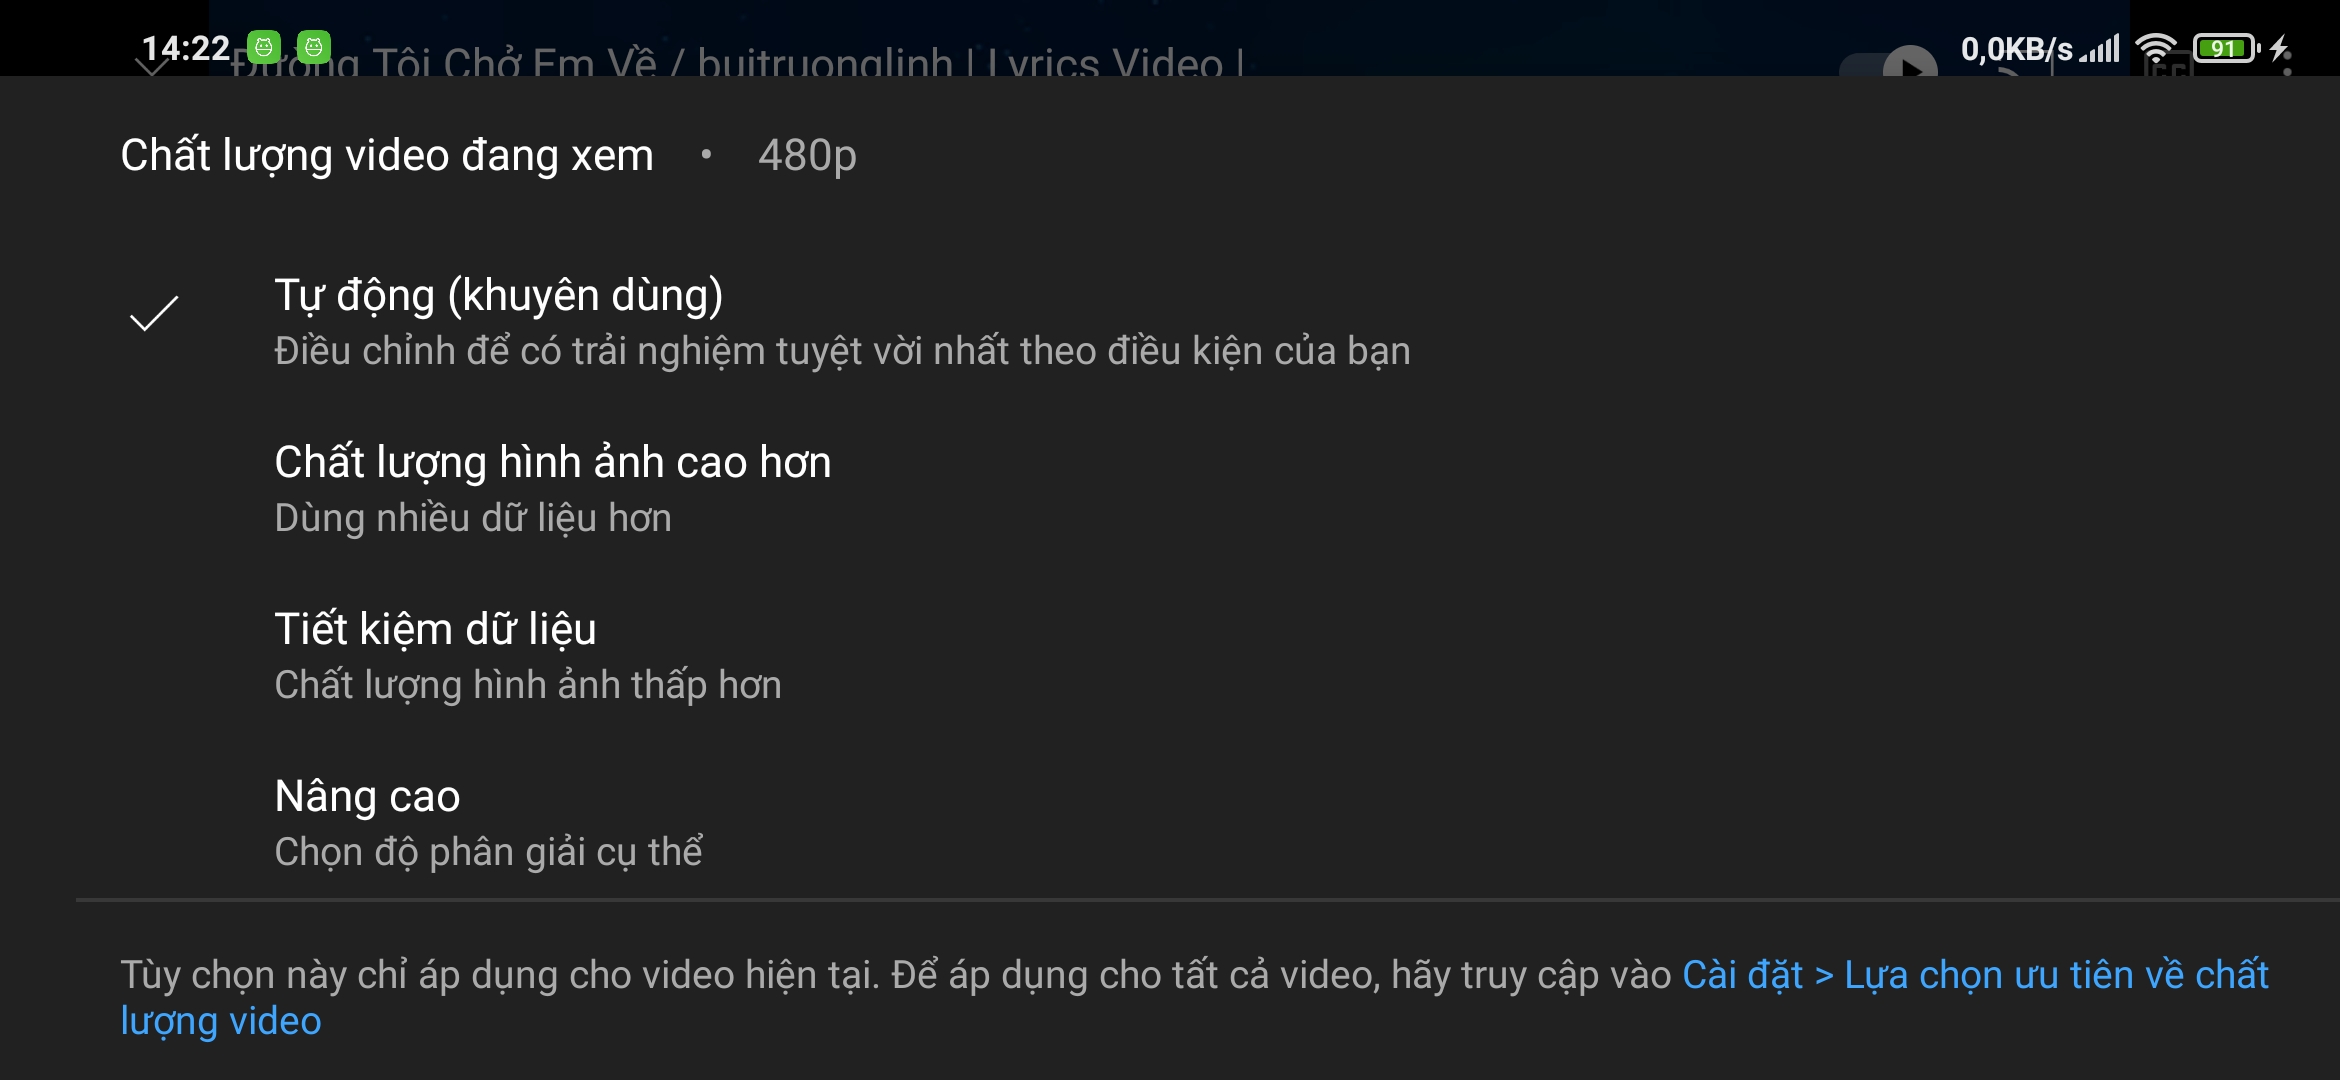 14:22
0,0KB/s
91
Đường Tôi Chở Em Về / buitruonglinh | Lyrics Video |
CC
Chất lượng video đang xem • 480p
Tự động (khuyên dùng)
Điều chỉnh để có trải nghiệm tuyệt vời nhất theo điều kiện của bạn
Chất lượng hình ảnh cao hơn
Dùng nhiều dữ liệu hơn
Tiết kiệm dữ liệu
Chất lượng hình ảnh thấp hơn
Nâng cao
Chọn độ phân giải cụ thể
Tùy chọn này chỉ áp dụng cho video hiện tại. Để áp dụng cho tất cả video, hãy truy cập vào Cài đặt > Lựa chọn ưu tiên về chất
lượng video